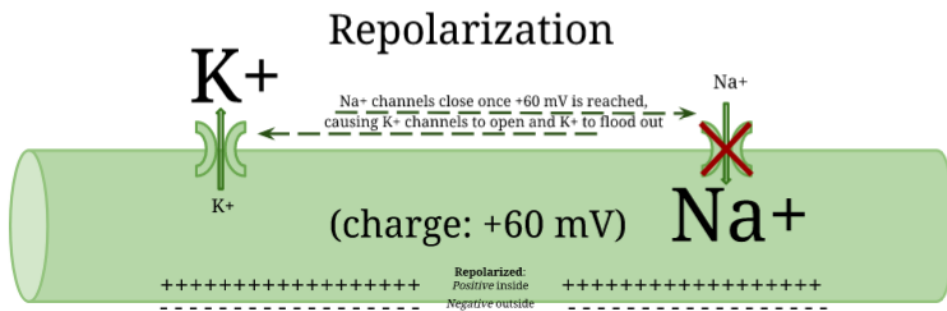 Repolarization
K+
Na+
Na+ channels close once +60 mV is reached,
causing K+ channels to open and K+ to flood out
K+
Na+
(charge: +60 mV)
Repolarized:
+++++++++++++++++++ Positive inside +++++++++++++++++++
Negative outside